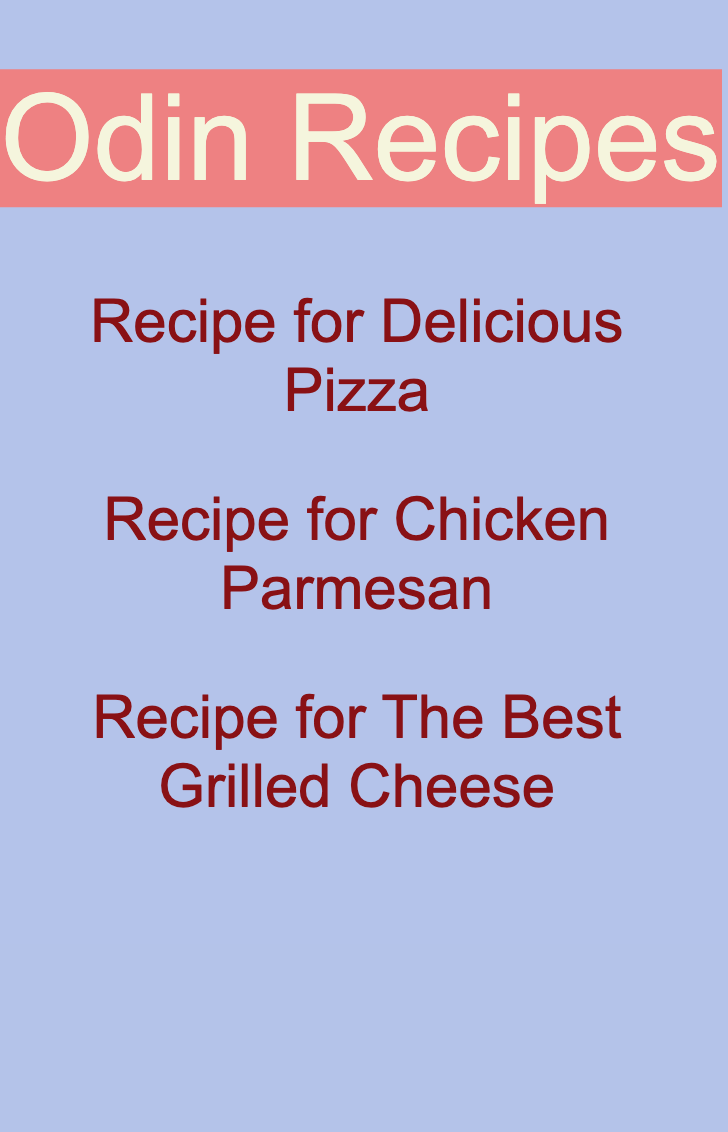 Odin Recipes
Recipe for Delicious
Pizza
Recipe for Chicken
Parmesan
Recipe for The Best
Grilled Cheese